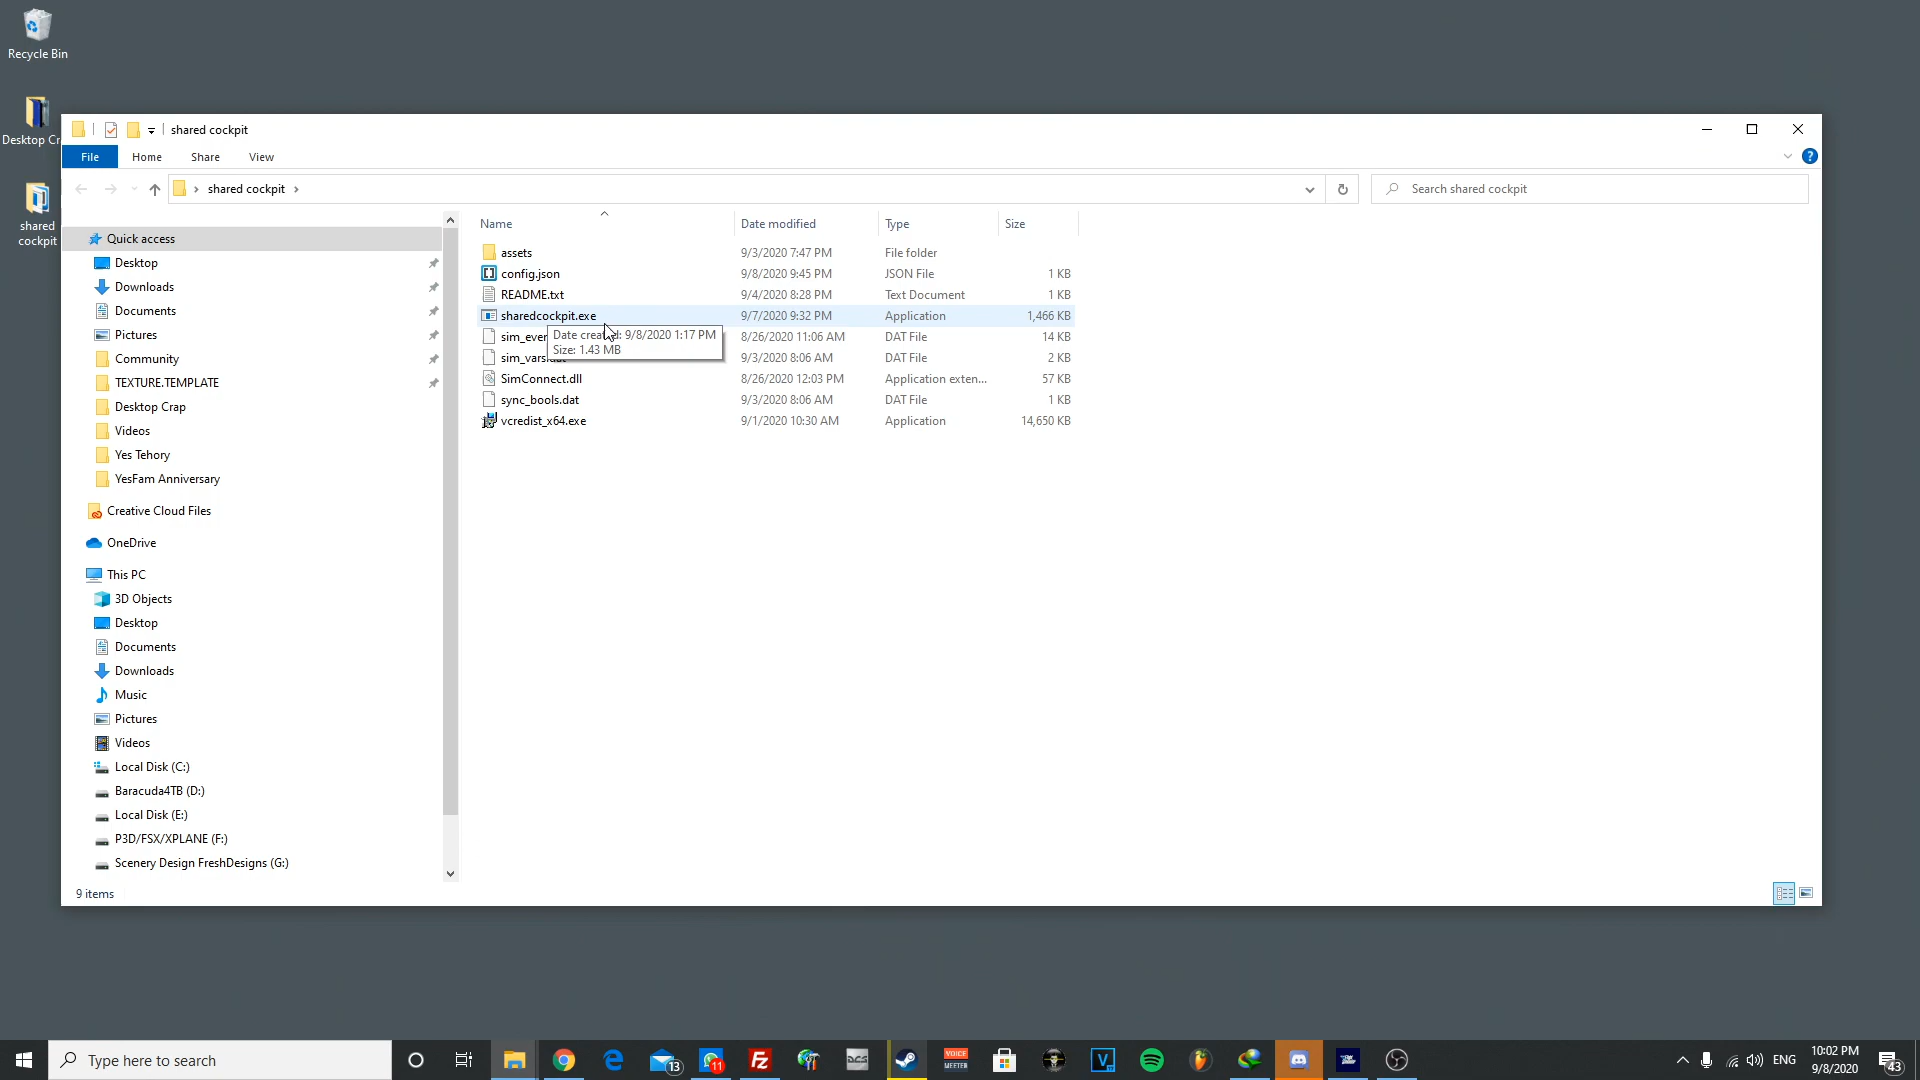 Recycle Bin
Desktop Cr
shared
cockpit
shared cockpit
File Home Share View
shared cockpit
Search shared cockpit
Name Date modified Type Size
assets 9/3/2020 7:47 PM File folder
config.json 9/8/2020 9:45 PM JSON File 1 KB
README.txt 9/4/2020 8:28 PM Text Document 1 KB
sharedcockpit.exe 9/7/2020 9:32 PM Application 1,466 KB
sim_ever 8/26/2020 11:06 AM DAT File 14 KB
Date created: 9/8/2020 1:17 PM
Size: 1.43 MB
sim_vars.dat 9/3/2020 8:06 AM DAT File 2 KB
SimConnect.dll 8/26/2020 12:03 PM Application exten... 57 KB
sync_bools.dat 9/3/2020 8:06 AM DAT File 1 KB
vcredist_x64.exe 9/1/2020 10:30 AM Application 14,650 KB
Quick access
Desktop
Downloads
Documents
Pictures
Community
TEXTURE.TEMPLATE
Desktop Crap
Videos
Yes Tehory
YesFam Anniversary
Creative Cloud Files
OneDrive
This PC
3D Objects
Desktop
Documents
Downloads
Music
Pictures
Videos
Local Disk (C:)
Baracuda4TB (D:)
Local Disk (E:)
P3D/FSX/XPLANE (F:)
Scenery Design FreshDesigns (G:)
9 items
Type here to search
13
11
FZ
DCS
VOICE
MEETER
V
ENG
10:02 PM
9/8/2020
43